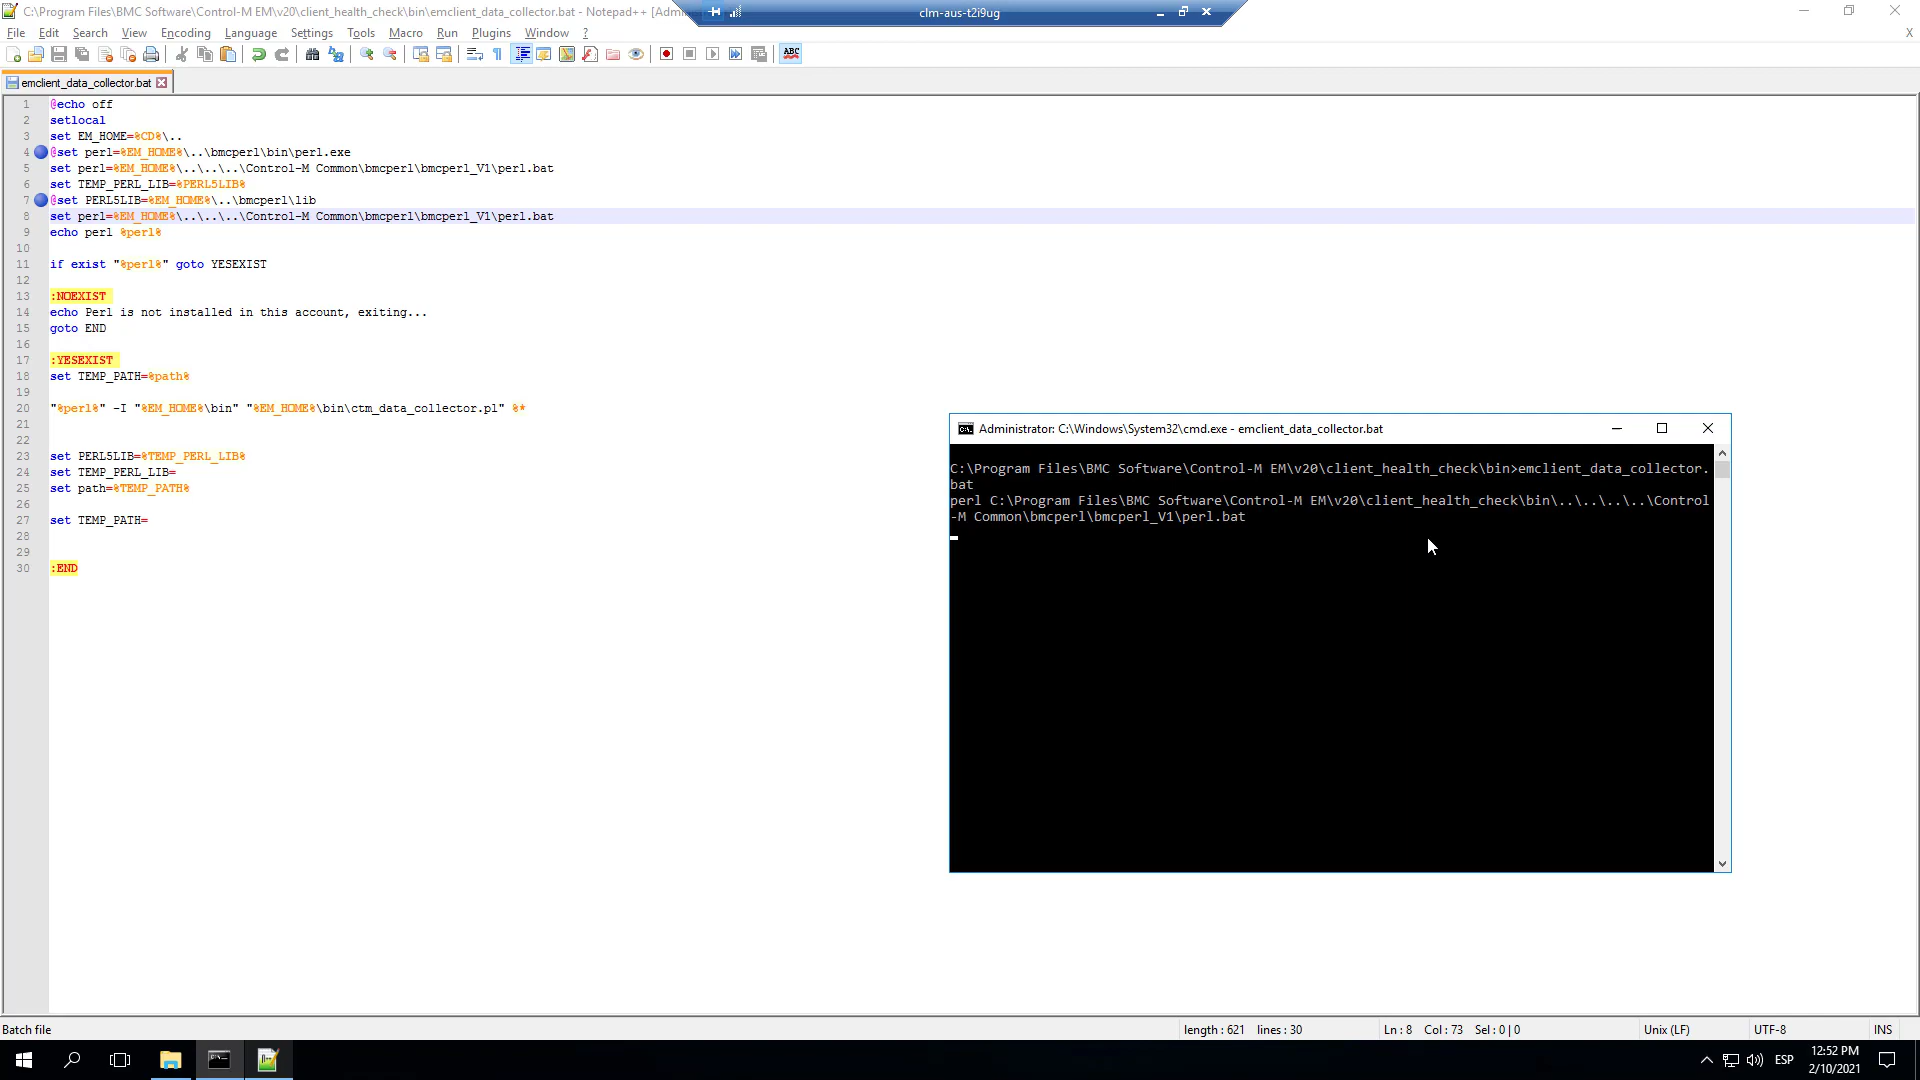 C:\Program Files\BMC Software\Control-M EM\v20\client_health_check\bin\emclient_data_collector.bat - Notepad++ [Adm
clm-aus-t2i9ug
File Edit Search View Encoding Language Settings Tools Macro Run Plugins Window ? X
ABC
emclient_data_collector.bat
1 @echo off
2 setlocal
3 set EM_HOME=%CD%\..
4 @set perl=%EM_HOME%\..\bmcperl\bin\perl.exe
5 set perl=%EM_HOME%\..\..\..\Control-M Common\bmcperl\bmcperl_V1\perl.bat
6 set TEMP_PERL_LIB=%PERL5LIB%
7 @set PERL5LIB=%EM_HOME%\..\bmcperl\lib
8 set perl=%EM_HOME%\..\..\..\Control-M Common\bmcperl\bmcperl_V1\perl.bat
9 echo perl %perl%
10
11 if exist "%perl%" goto YESEXIST
12
13 :NOEXIST
14 echo Perl is not installed in this account, exiting...
15 goto END
16
17 :YESEXIST
18 set TEMP_PATH=%path%
19
20 "%perl%" -I "%EM_HOME%\bin" "%EM_HOME%\bin\ctm_data_collector.pl" %*
21
22
23 set PERL5LIB=%TEMP_PERL_LIB%
24 set TEMP_PERL_LIB=
25 set path=%TEMP_PATH%
26
27 set TEMP_PATH=
28
29
30 :END
Administrator: C:\Windows\System32\cmd.exe - emclient_data_collector.bat
C:\Program Files\BMC Software\Control-M EM\v20\client_health_check\bin>emclient_data_collector.
bat
perl C:\Program Files\BMC Software\Control-M EM\v20\client_health_check\bin\..\..\..\..\Control
-M Common\bmcperl\bmcperl_V1\perl.bat
Batch file length : 621 lines : 30 Ln : 8 Col : 73 Sel : 0 | 0 Unix (LF) UTF-8 INS
ESP
12:52 PM
2/10/2021